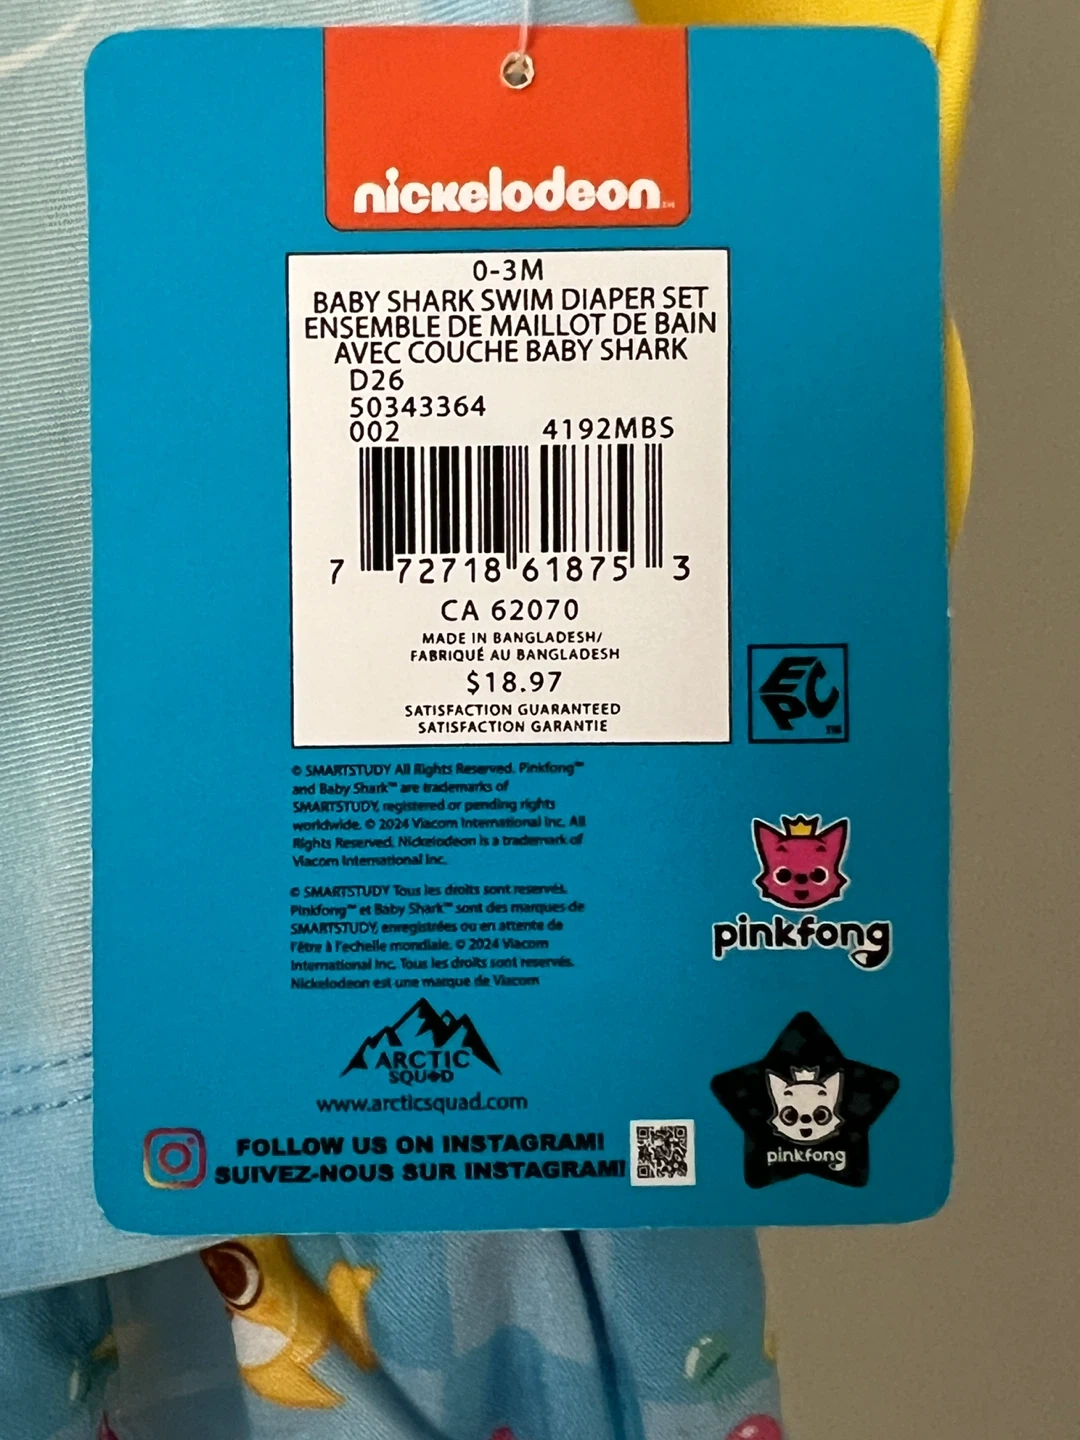 nickelodeon™
0-3M
BABY SHARK SWIM DIAPER SET
ENSEMBLE DE MAILLOT DE BAIN
AVEC COUCHE BABY SHARK
D26
50343364
002 4192MBS
7 72718 61875 3
CA 62070
MADE IN BANGLADESH/
FABRIQUÉ AU BANGLADESH
$18.97
SATISFACTION GUARANTEED
SATISFACTION GARANTIE
EPC™
© SMARTSTUDY All Rights Reserved. Pinkfong™
and Baby Shark™ are trademarks of
SMARTSTUDY, registered or pending rights
worldwide. © 2024 Viacom International Inc. All
Rights Reserved. Nickelodeon is a trademark of
Viacom International Inc.
© SMARTSTUDY Tous les droits sont reservés.
Pinkfong™ et Baby Shark™ sont des marques de
SMARTSTUDY, enregistrées ou en attente de
l'être à l'echelle mondiale. © 2024 Viacom
International Inc. Tous les droits sont reservés.
Nickelodeon est une marque de Viacom
pinkfong
ARCTIC
SQUAD
www.arcticsquad.com
FOLLOW US ON INSTAGRAM!
SUIVEZ-NOUS SUR INSTAGRAM!
pinkfong